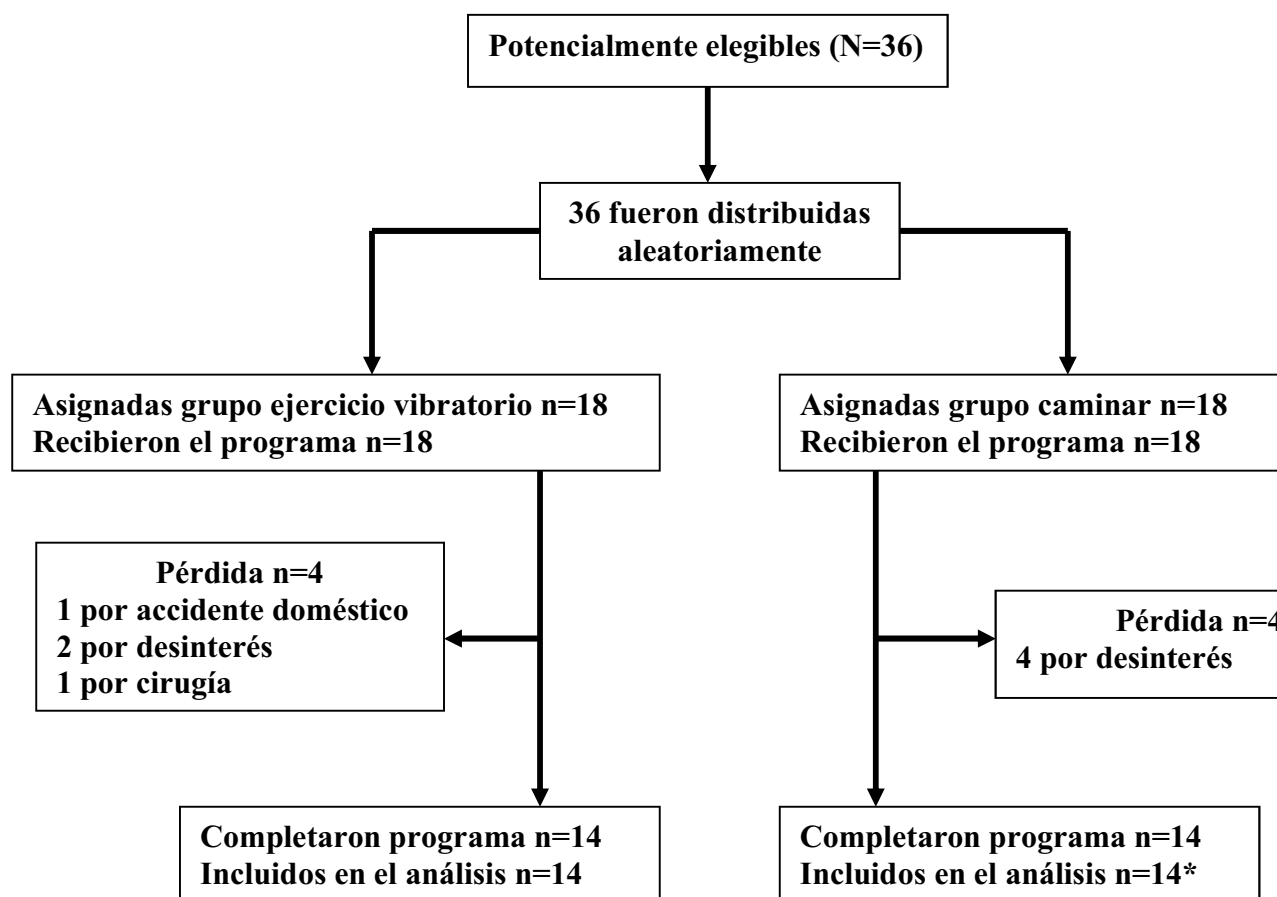 Potencialmente elegibles (N=36)
36 fueron distribuidas
aleatoriamente
Asignadas grupo ejercicio vibratorio n=18
Recibieron el programa n=18
Asignadas grupo caminar n=18
Recibieron el programa n=18
Pérdida n=4
1 por accidente doméstico
2 por desinterés
1 por cirugía
Pérdida n=4
4 por desinterés
Completaron programa n=14
Incluidos en el análisis n=14
Completaron programa n=14
Incluidos en el análisis n=14*